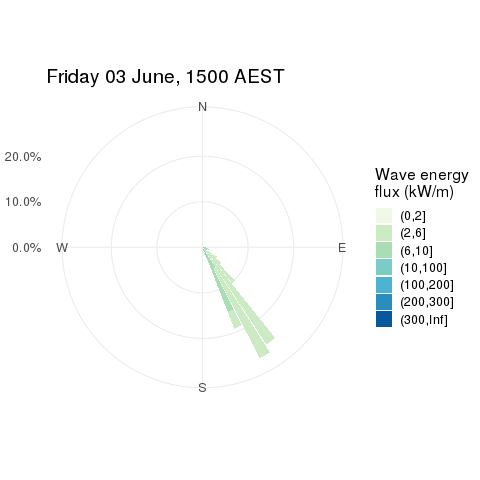 Friday 03 June, 1500 AEST
N
20.0%
10.0%
0.0%
W
E
S
Wave energy
flux (kW/m)
(0,2]
(2,6]
(6,10]
(10,100]
(100,200]
(200,300]
(300,Inf]